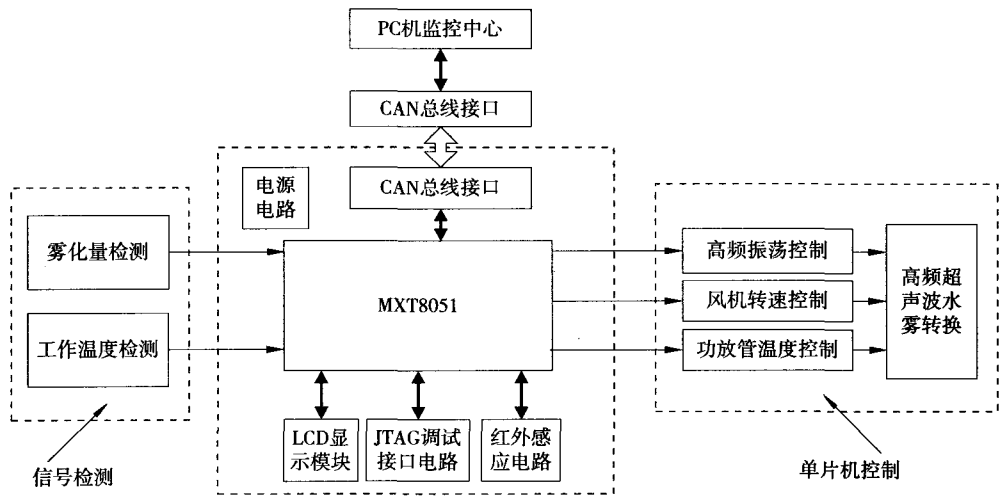 PC机监控中心
CAN总线接口
CAN总线接口
电源
电路
雾化量检测
工作温度检测
信号检测
MXT8051
LCD显
示模块
JTAG调试
接口电路
红外感
应电路
高频振荡控制
风机转速控制
功放管温度控制
高频超
声波水
雾转换
单片机控制